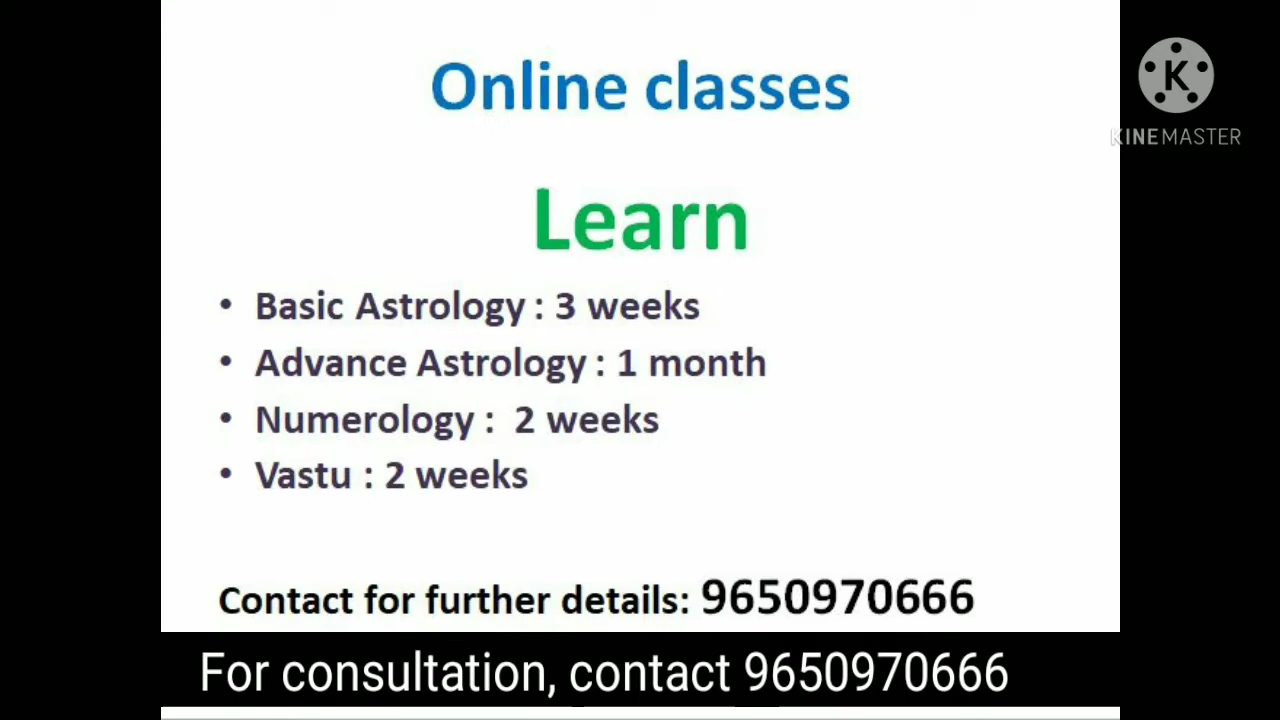 Online classes
K
KINEMASTER
Learn
• Basic Astrology : 3 weeks
• Advance Astrology : 1 month
• Numerology :  2 weeks
• Vastu : 2 weeks
Contact for further details: 9650970666
For consultation, contact 9650970666